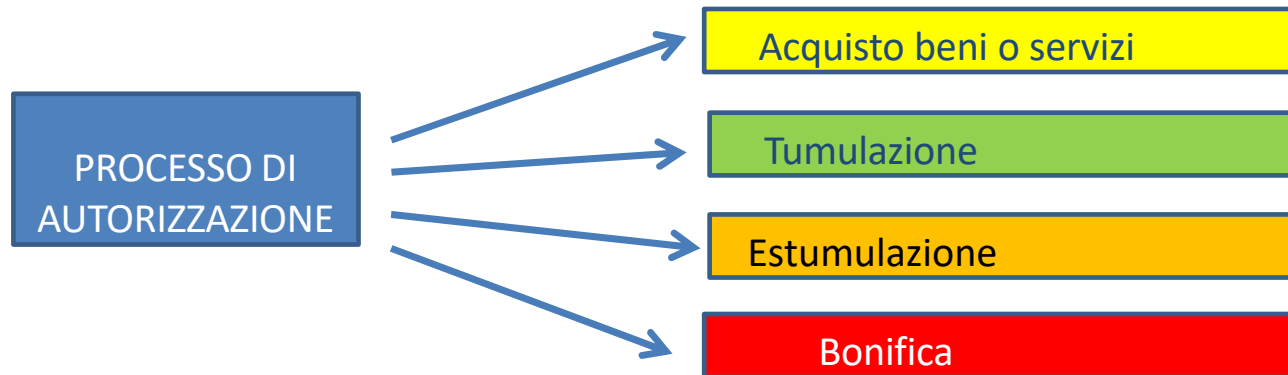 PROCESSO DI
AUTORIZZAZIONE
Acquisto beni o servizi
Tumulazione
Estumulazione
Bonifica